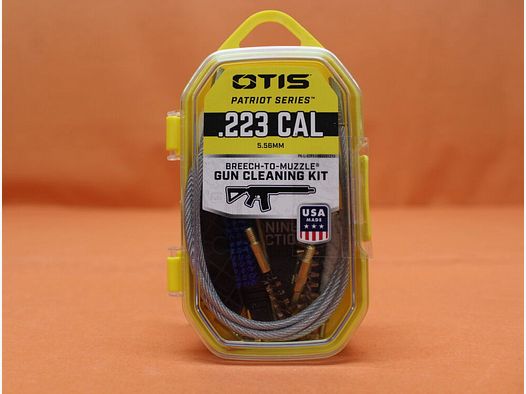 OTIS
PATRIOT SERIES™
.223 CAL
5.56MM
BREECH-TO-MUZZLE®
GUN CLEANING KIT
USA
MADE